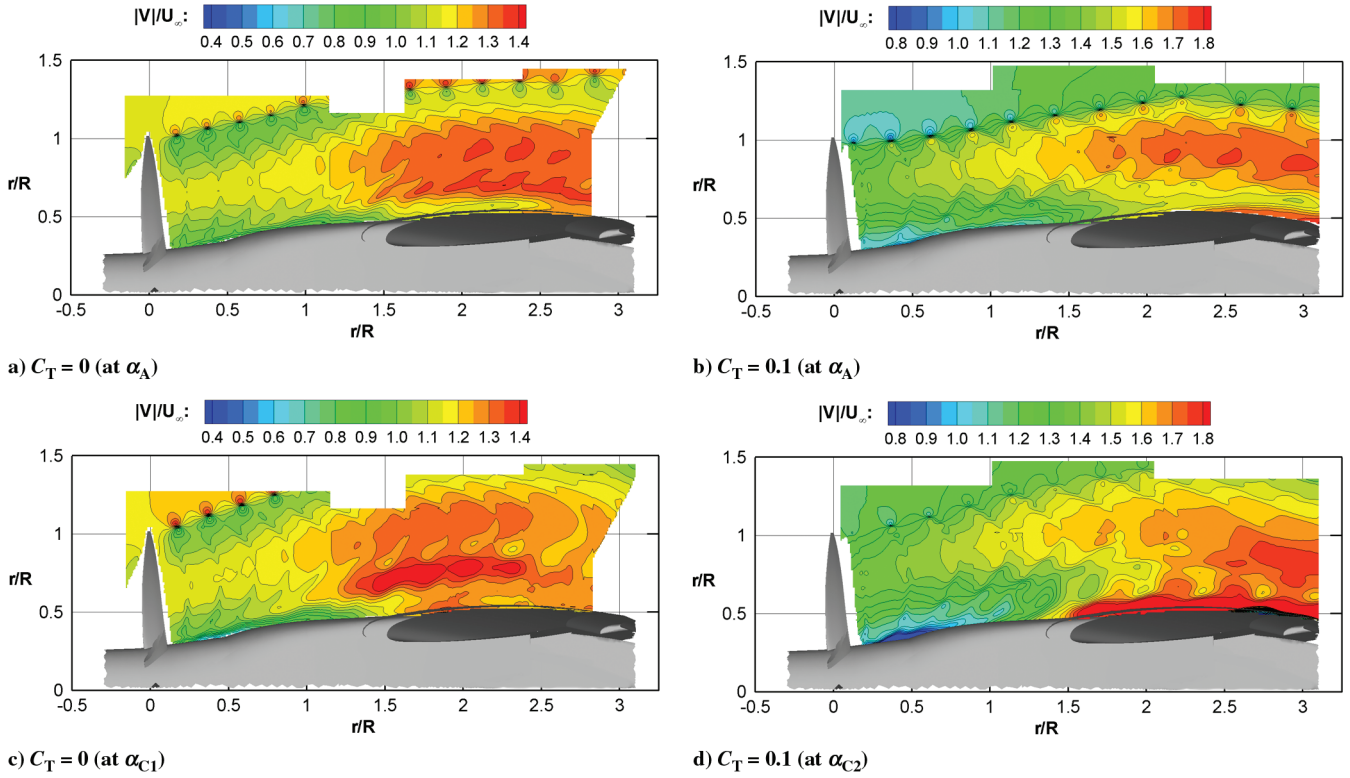 |V|/U∞:
0.4 0.5 0.6 0.7 0.8 0.9 1.0 1.1 1.2 1.3 1.4
1.5
1
r/R
0.5
0
-0.5 0 0.5 1 1.5 2 2.5 3
r/R
a) CT = 0 (at αA)
|V|/U∞:
0.8 0.9 1.0 1.1 1.2 1.3 1.4 1.5 1.6 1.7 1.8
1.5
1
r/R
0.5
0
-0.5 0 0.5 1 1.5 2 2.5 3
r/R
b) CT = 0.1 (at αA)
|V|/U∞:
0.4 0.5 0.6 0.7 0.8 0.9 1.0 1.1 1.2 1.3 1.4
1.5
1
r/R
0.5
0
-0.5 0 0.5 1 1.5 2 2.5 3
r/R
c) CT = 0 (at αC1)
|V|/U∞:
0.8 0.9 1.0 1.1 1.2 1.3 1.4 1.5 1.6 1.7 1.8
1.5
1
r/R
0.5
0
-0.5 0 0.5 1 1.5 2 2.5 3
r/R
d) CT = 0.1 (at αC2)